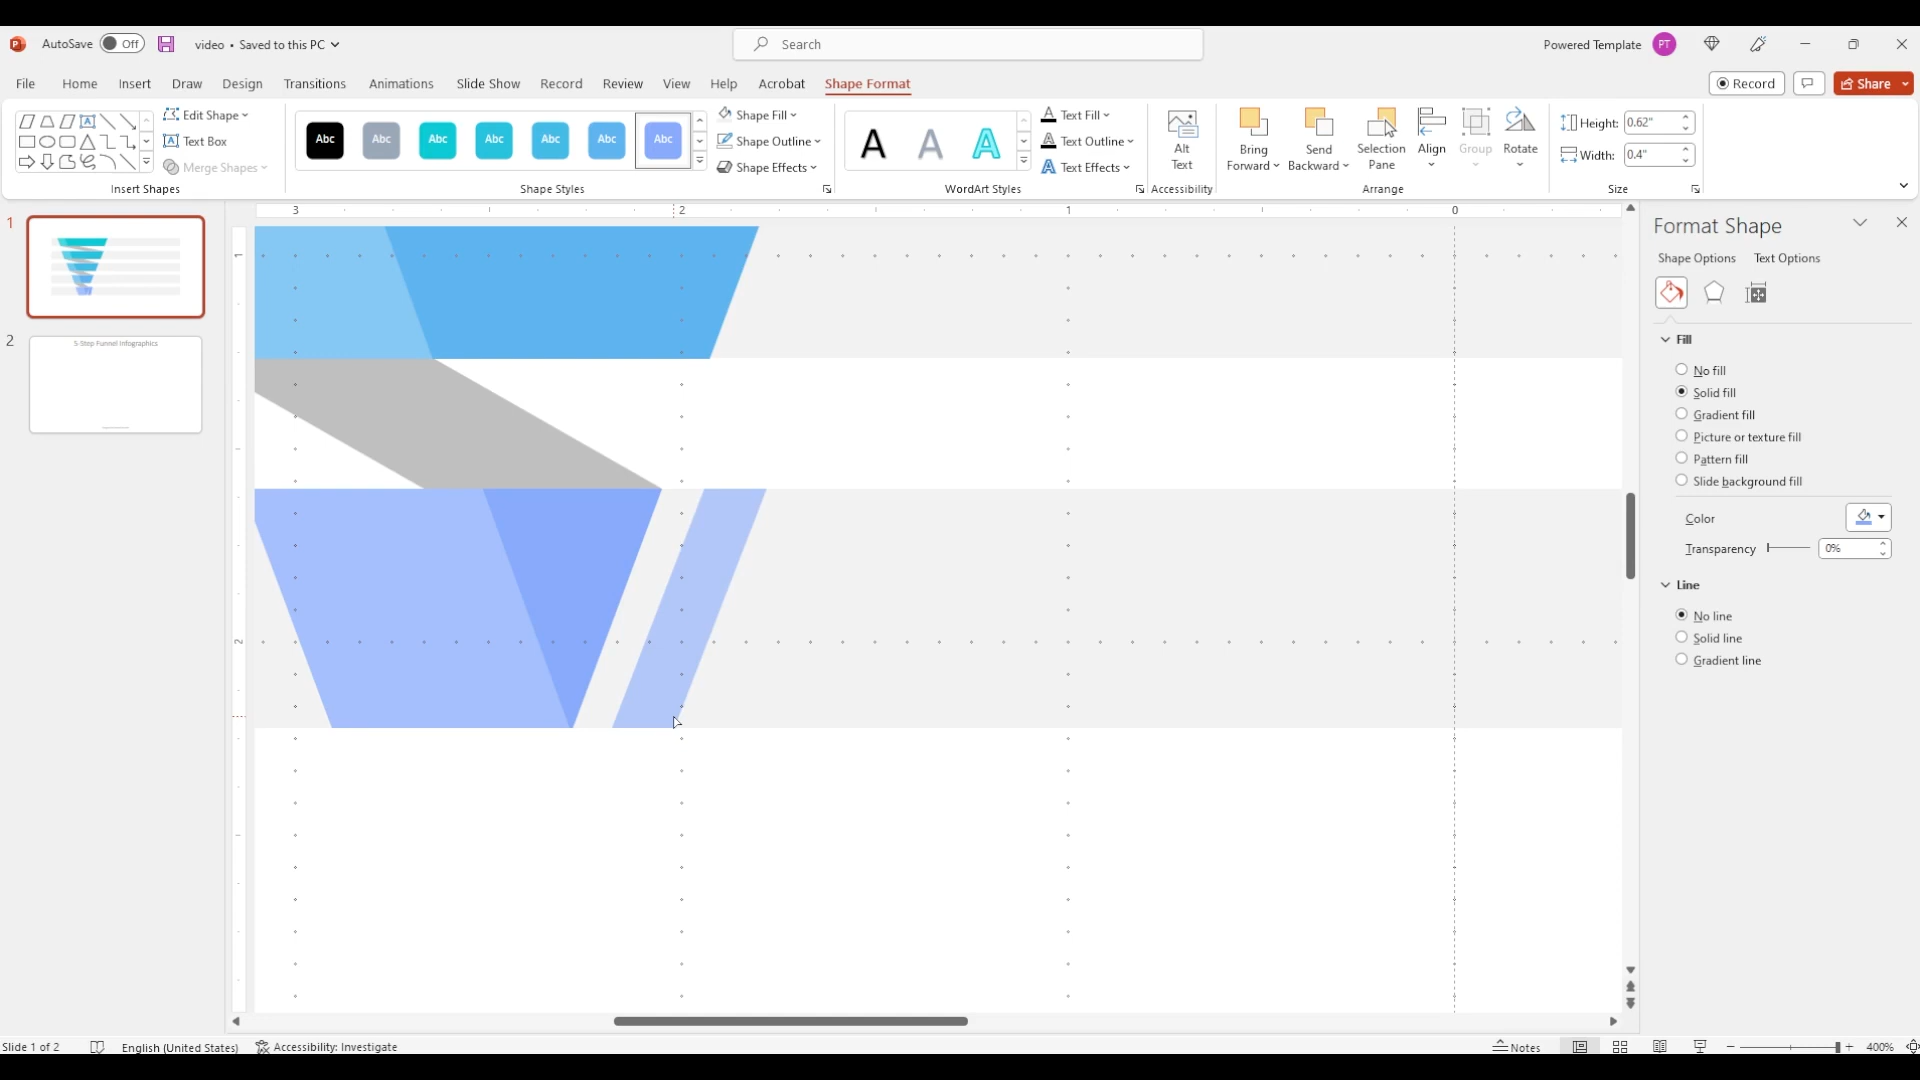 AutoSave Off video • Saved to this PC Search Powered Template PT
File Home Insert Draw Design Transitions Animations Slide Show Record Review View Help Acrobat Shape Format Record Share
Edit Shape
Text Box
Merge Shapes
Insert Shapes
Abc Abc Abc Abc Abc Abc Abc
Shape Styles
Shape Fill
Shape Outline
Shape Effects
A A A
WordArt Styles
Text Fill
Text Outline
Text Effects
Alt
Text
Accessibility
Bring
Forward
Send
Backward
Selection
Pane
Align
Group
Rotate
Arrange
Height: 0.62"
Width: 0.4"
Size
3 2 1 0
1
2
1
2
5-Step Funnel Infographics
Format Shape
Shape Options Text Options
Fill
No fill
Solid fill
Gradient fill
Picture or texture fill
Pattern fill
Slide background fill
Color
Transparency 0%
Line
No line
Solid line
Gradient line
Slide 1 of 2 English (United States) Accessibility: Investigate Notes 400%